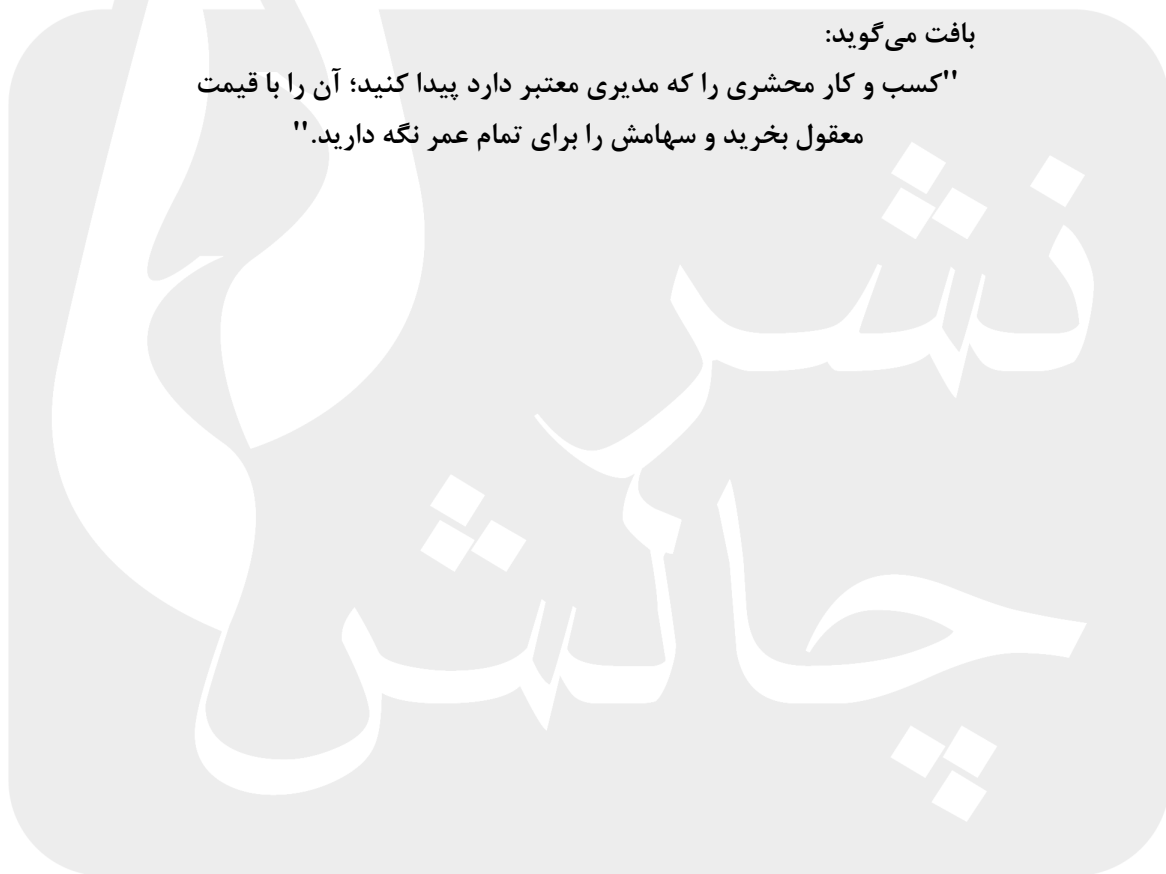 بافت می‌گوید:
"کسب و کار محشری را که مدیری معتبر دارد پیدا کنید؛ آن را با قیمت
معقول بخرید و سهامش را برای تمام عمر نگه دارید."
نشر
چالش